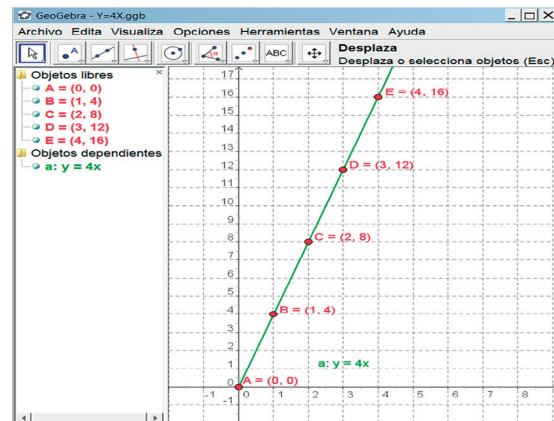 GeoGebra - Y=4X.ggb
Archivo Edita Visualiza Opciones Herramientas Ventana Ayuda
A
α
ABC
Desplaza
Desplaza o selecciona objetos (Esc)
Objetos libres
A = (0, 0)
B = (1, 4)
C = (2, 8)
D = (3, 12)
E = (4, 16)
Objetos dependientes
a: y = 4x
17
16
E = (4, 16)
15
14
13
12
D = (3, 12)
11
10
9
8
C = (2, 8)
7
6
5
4
B = (1, 4)
3
2
1
a: y = 4x
0
A = (0, 0)
-1 0 1 2 3 4 5 6 7 8
-1